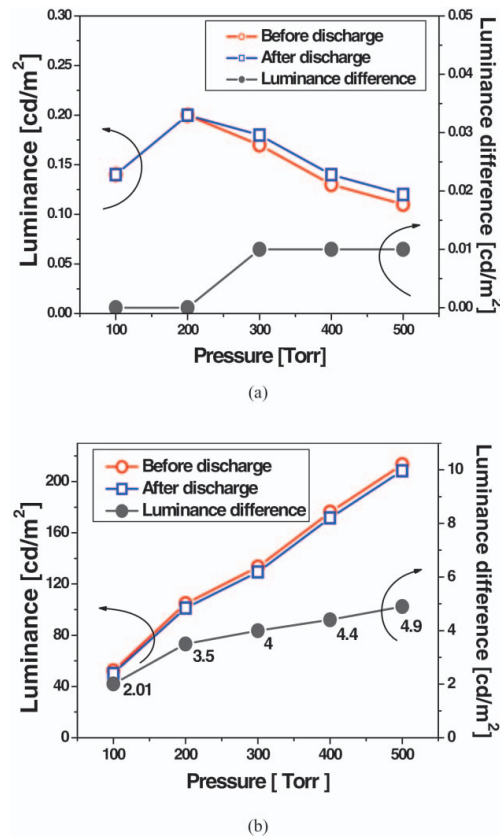 0.30
0.25
0.20
0.15
0.10
0.05
0.00
Luminance [cd/m²]
Before discharge
After discharge
Luminance difference
0.05
0.04
0.03
0.02
0.01
0.00
Luminance difference [cd/m²]
100 200 300 400 500
Pressure [Torr]
(a)
200
160
120
80
40
0
Luminance [cd/m²]
Before discharge
After discharge
Luminance difference
2.01
3.5
4
4.4
4.9
10
8
6
4
2
0
Luminance difference [cd/m²]
100 200 300 400 500
Pressure [ Torr ]
(b)